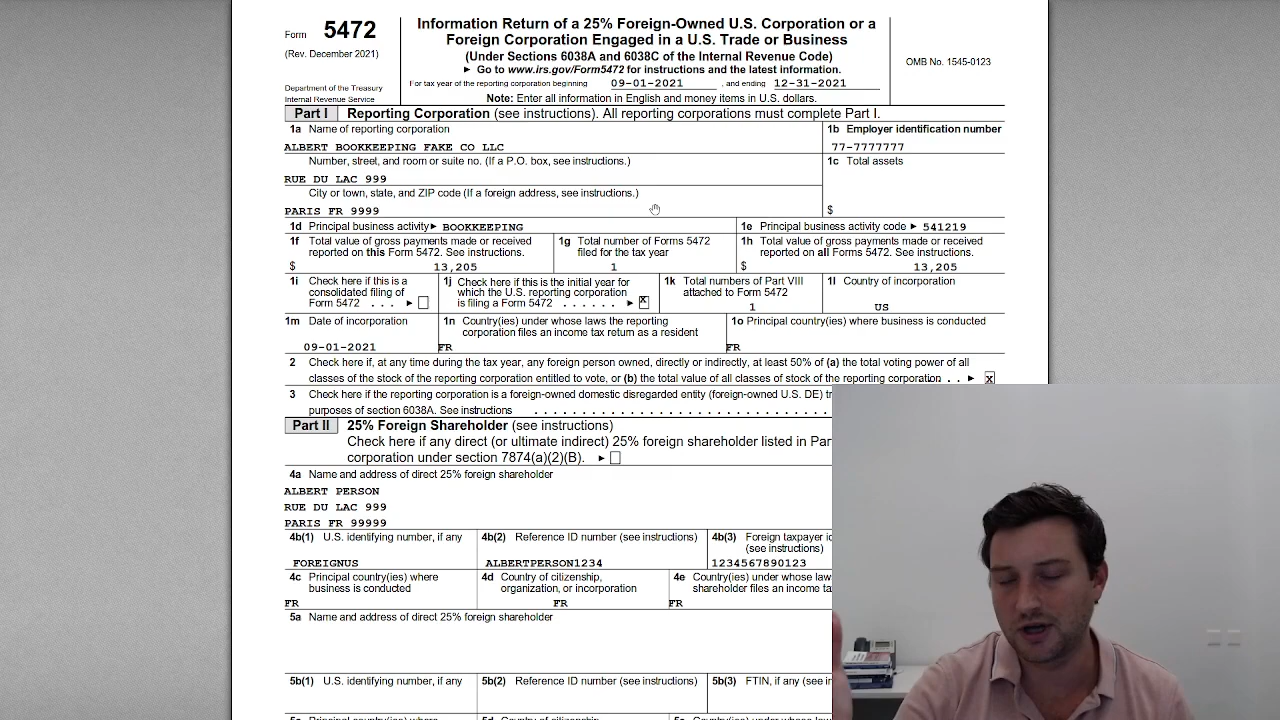 Form 5472
(Rev. December 2021)
Department of the Treasury
Internal Revenue Service
Information Return of a 25% Foreign-Owned U.S. Corporation or a
Foreign Corporation Engaged in a U.S. Trade or Business
(Under Sections 6038A and 6038C of the Internal Revenue Code)
► Go to www.irs.gov/Form5472 for instructions and the latest information.
For tax year of the reporting corporation beginning 09-01-2021 , and ending 12-31-2021
Note: Enter all information in English and money items in U.S. dollars.
OMB No. 1545-0123
Part I Reporting Corporation (see instructions). All reporting corporations must complete Part I.
1a Name of reporting corporation
ALBERT BOOKKEEPING FAKE CO LLC
1b Employer identification number
77-7777777
Number, street, and room or suite no. (If a P.O. box, see instructions.)
RUE DU LAC 999
1c Total assets
City or town, state, and ZIP code (If a foreign address, see instructions.)
PARIS FR 9999
$
1d Principal business activity► BOOKKEEPING
1e Principal business activity code ► 541219
1f Total value of gross payments made or received
reported on this Form 5472. See instructions.
$ 13,205
1g Total number of Forms 5472
filed for the tax year
1
1h Total value of gross payments made or received
reported on all Forms 5472. See instructions.
$ 13,205
1i Check here if this is a
consolidated filing of
Form 5472 . . . ►
1j Check here if this is the initial year for
which the U.S. reporting corporation
is filing a Form 5472 . . . . . . ► X
1k Total numbers of Part VIII
attached to Form 5472
1
1l Country of incorporation
US
1m Date of incorporation
09-01-2021
1n Country(ies) under whose laws the reporting
corporation files an income tax return as a resident
FR
1o Principal country(ies) where business is conducted
FR
2 Check here if, at any time during the tax year, any foreign person owned, directly or indirectly, at least 50% of (a) the total voting power of all
classes of the stock of the reporting corporation entitled to vote, or (b) the total value of all classes of stock of the reporting corporation . . ► X
3 Check here if the reporting corporation is a foreign-owned domestic disregarded entity (foreign-owned U.S. DE)
purposes of section 6038A. See instructions . . . . . . . . . . . . . . . . . . . . . . . . . .
Part II 25% Foreign Shareholder (see instructions)
Check here if any direct (or ultimate indirect) 25% foreign shareholder listed in
corporation under section 7874(a)(2)(B). ►
4a Name and address of direct 25% foreign shareholder
ALBERT PERSON
RUE DU LAC 999
PARIS FR 99999
4b(1) U.S. identifying number, if any
FOREIGNUS
4b(2) Reference ID number (see instructions)
ALBERTPERSON1234
4b(3) Foreign taxpayer
(see instructions)
1234567890123
4c Principal country(ies) where
business is conducted
FR
4d Country of citizenship,
organization, or incorporation
FR
4e Country(ies) under whose law
shareholder files an income
FR
5a Name and address of direct 25% foreign shareholder
5b(1) U.S. identifying number, if any
5b(2) Reference ID number (see instructions)
5b(3) FTIN, if any (see